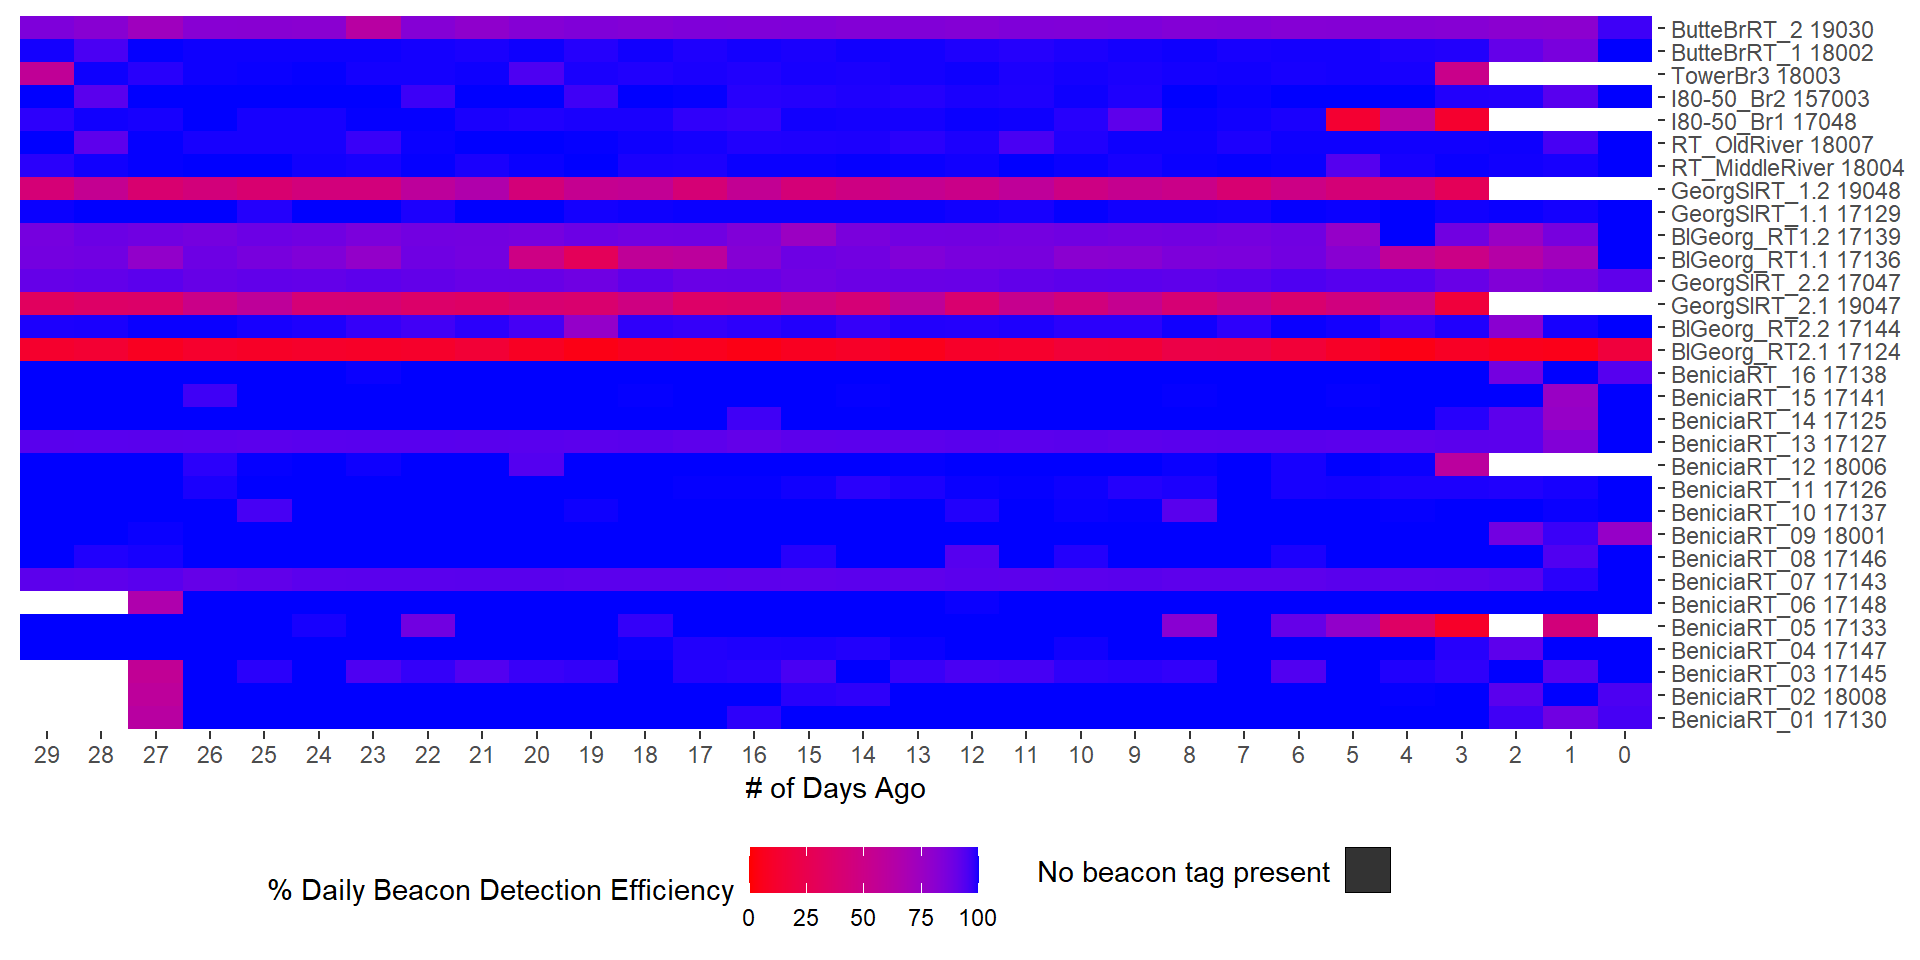 ButteBrRT_2 19030
ButteBrRT_1 18002
TowerBr3 18003
I80-50_Br2 157003
I80-50_Br1 17048
RT_OldRiver 18007
RT_MiddleRiver 18004
GeorgSlRT_1.2 19048
GeorgSlRT_1.1 17129
BlGeorg_RT1.2 17139
BlGeorg_RT1.1 17136
GeorgSlRT_2.2 17047
GeorgSlRT_2.1 19047
BlGeorg_RT2.2 17144
BlGeorg_RT2.1 17124
BeniciaRT_16 17138
BeniciaRT_15 17141
BeniciaRT_14 17125
BeniciaRT_13 17127
BeniciaRT_12 18006
BeniciaRT_11 17126
BeniciaRT_10 17137
BeniciaRT_09 18001
BeniciaRT_08 17146
BeniciaRT_07 17143
BeniciaRT_06 17148
BeniciaRT_05 17133
BeniciaRT_04 17147
BeniciaRT_03 17145
BeniciaRT_02 18008
BeniciaRT_01 17130
29 28 27 26 25 24 23 22 21 20 19 18 17 16 15 14 13 12 11 10 9 8 7 6 5 4 3 2 1 0
# of Days Ago
% Daily Beacon Detection Efficiency
0 25 50 75 100
No beacon tag present